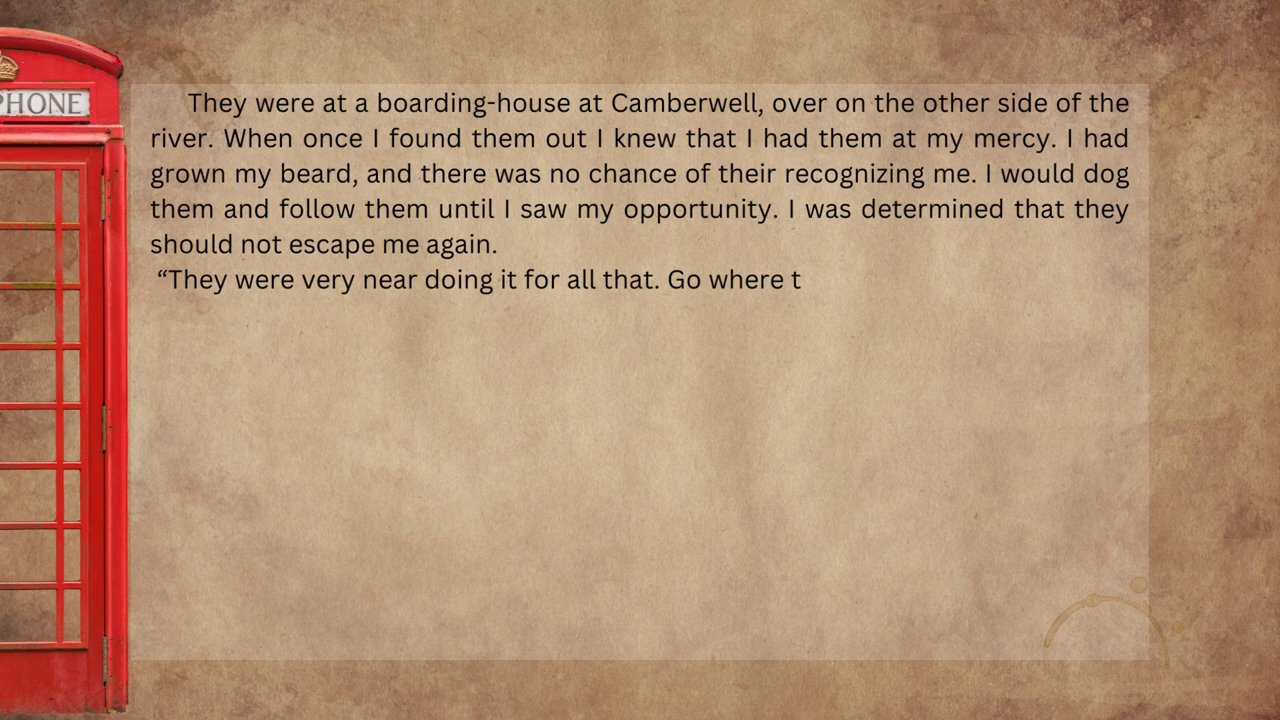 PHONE
They were at a boarding-house at Camberwell, over on the other side of the
river. When once I found them out I knew that I had them at my mercy. I had
grown my beard, and there was no chance of their recognizing me. I would dog
them and follow them until I saw my opportunity. I was determined that they
should not escape me again.
“They were very near doing it for all that. Go where t